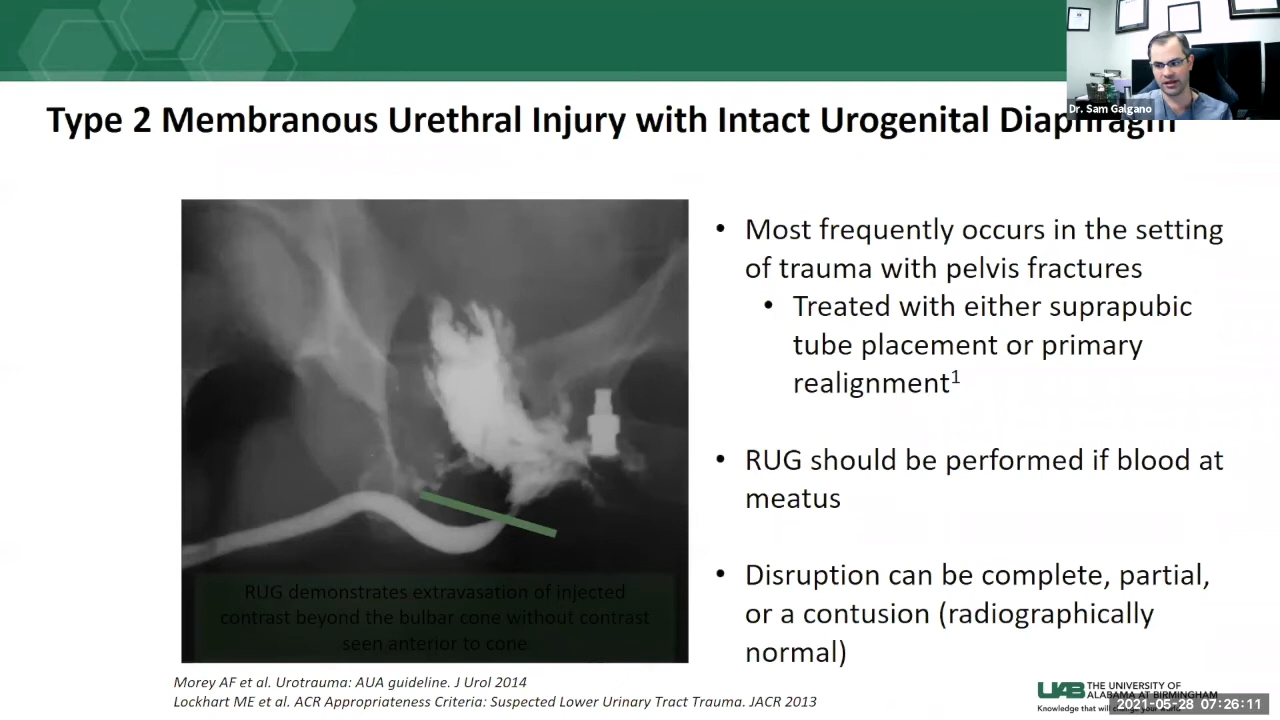 Dr. Sam Galgano
Type 2 Membranous Urethral Injury with Intact Urogenital Diaphragm
• Most frequently occurs in the setting
of trauma with pelvis fractures
• Treated with either suprapubic
tube placement or primary
realignment1
• RUG should be performed if blood at
meatus
• Disruption can be complete, partial,
or a contusion (radiographically
normal)
RUG demonstrates extravasation of injected
contrast beyond the bulbar cone without contrast
seen anterior to cone
Morey AF et al. Urotrauma: AUA guideline. J Urol 2014
Lockhart ME et al. ACR Appropriateness Criteria: Suspected Lower Urinary Tract Trauma. JACR 2013
UAB THE UNIVERSITY OF
ALABAMA AT BIRMINGHAM
Knowledge that will
2021-05-28 07:26:11